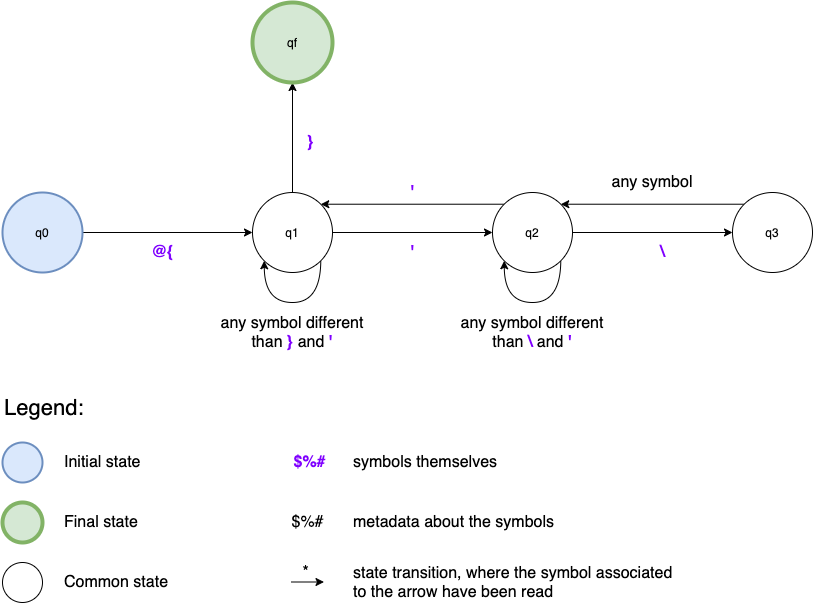 qf
}
'
any symbol
q0
q1
q2
q3
@{
'
\
any symbol different
than } and '
any symbol different
than \ and '
Legend:
Initial state
$%# symbols themselves
Final state
$%# metadata about the symbols
Common state
*
state transition, where the symbol associated
to the arrow have been read